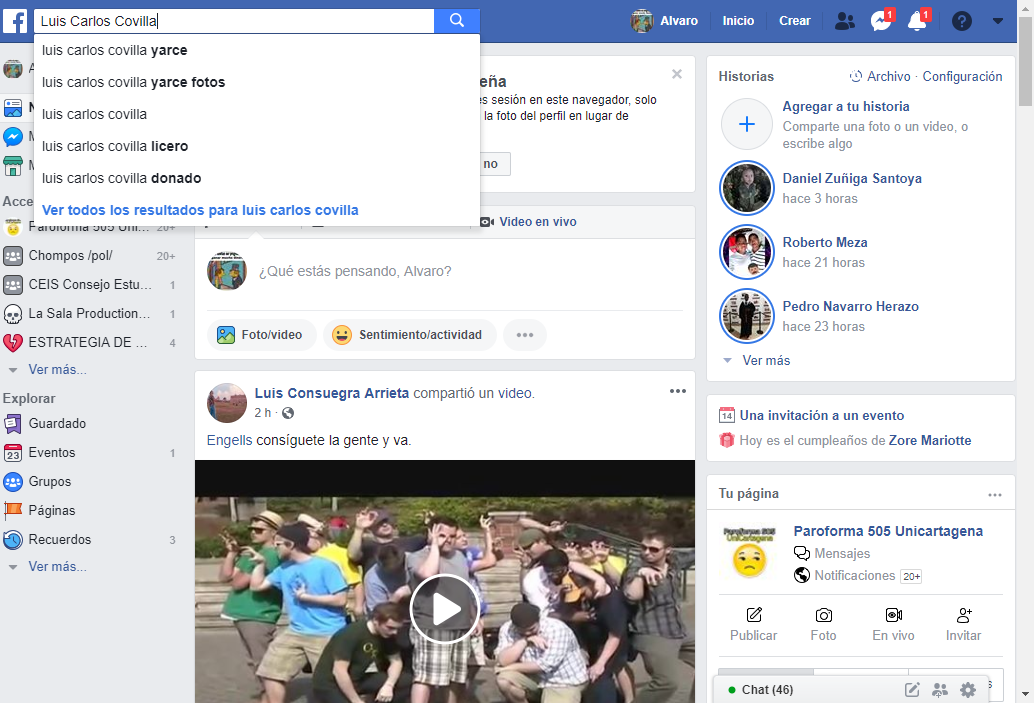 Luis Carlos Covilla
Alvaro
Inicio
Crear
1
1
luis carlos covilla yarce
luis carlos covilla yarce fotos
luis carlos covilla
luis carlos covilla licero
luis carlos covilla donado
Ver todos los resultados para luis carlos covilla
A
N
M
M
Acce
Paroforma 505 Uni... 20+
Chompos /pol/ 20+
CEIS Consejo Estu... 1
La Sala Production... 1
ESTRATEGIA DE ... 4
Ver más...
Explorar
Guardado
23 Eventos 1
Grupos
Páginas
Recuerdos 3
Ver más...
eña
es sesión en este navegador, solo
la foto del perfil en lugar de
no
Video en vivo
¿Qué estás pensando, Alvaro?
Foto/video
Sentimiento/actividad
Luis Consuegra Arrieta compartió un video.
2 h ·
Engells consíguete la gente y va.
Historias
Archivo · Configuración
Agregar a tu historia
Comparte una foto o un video, o
escribe algo
Daniel Zuñiga Santoya
hace 3 horas
Roberto Meza
hace 21 horas
Pedro Navarro Herazo
hace 23 horas
Ver más
14 Una invitación a un evento
Hoy es el cumpleaños de Zore Mariotte
Tu página
Paroforma 505
UniCartagena
Paroforma 505 Unicartagena
Mensajes
Notificaciones 20+
Publicar
Foto
En vivo
Invitar
Chat (46)